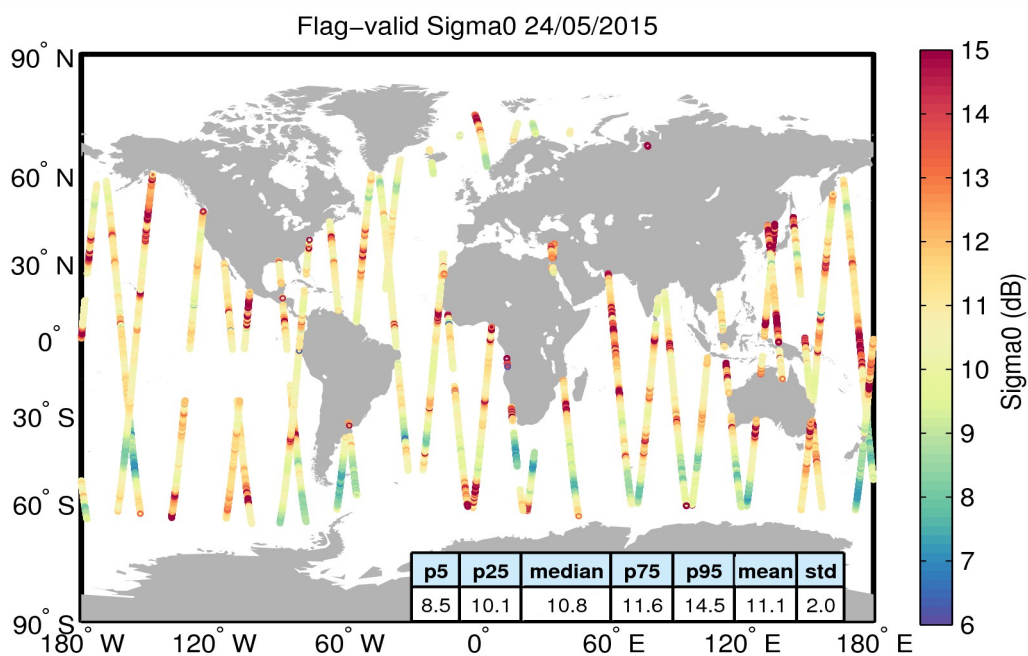 Flag−valid Sigma0 24/05/2015
90° N
60° N
30° N
0°
30° S
60° S
90° S
180° W
120° W
60° W
0°
60° E
120° E
180° E
15
14
13
12
11
10
9
8
7
6
Sigma0 (dB)
p5 p25 median p75 p95 mean std
8.5 10.1 10.8 11.6 14.5 11.1 2.0